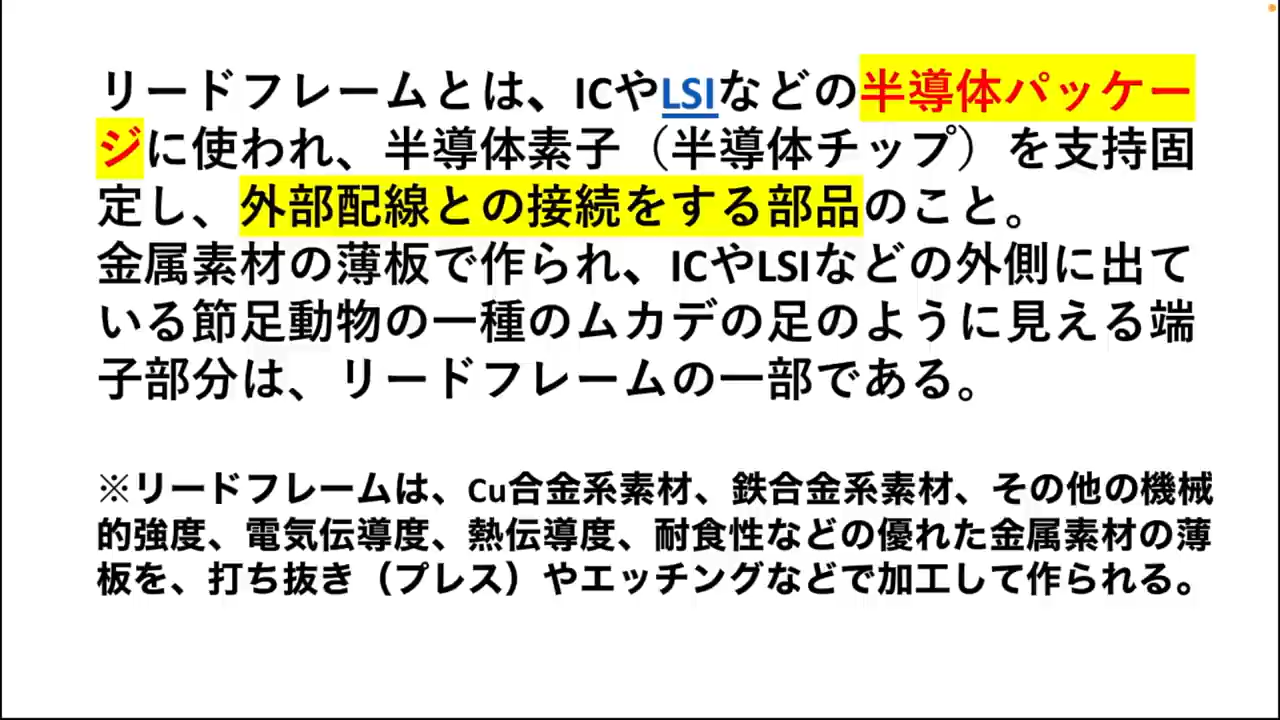 リードフレームとは、ICやLSIなどの半導体パッケー
ジに使われ、半導体素子（半導体チップ）を支持固
定し、外部配線との接続をする部品のこと。
金属素材の薄板で作られ、ICやLSIなどの外側に出て
いる節足動物の一種のムカデの足のように見える端
子部分は、リードフレームの一部である。
※リードフレームは、Cu合金系素材、鉄合金系素材、その他の機械
的強度、電気伝導度、熱伝導度、耐食性などの優れた金属素材の薄
板を、打ち抜き（プレス）やエッチングなどで加工して作られる。